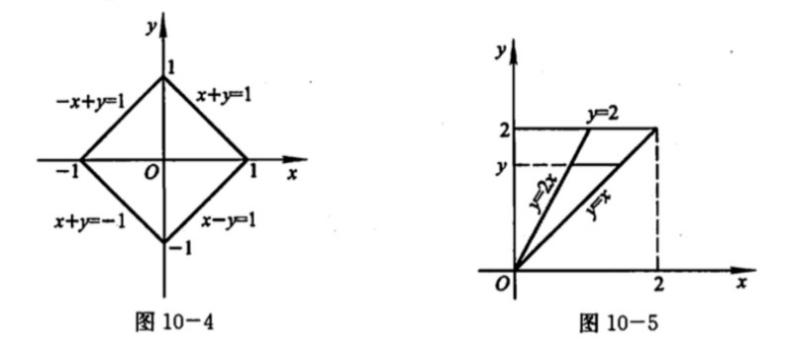 y
1
-x+y=1
x+y=1
-1
O
1
x
x+y=-1
x-y=1
-1
图 10-4
y
2
y=2
y
y=2x
y=x
O
2
x
图 10-5